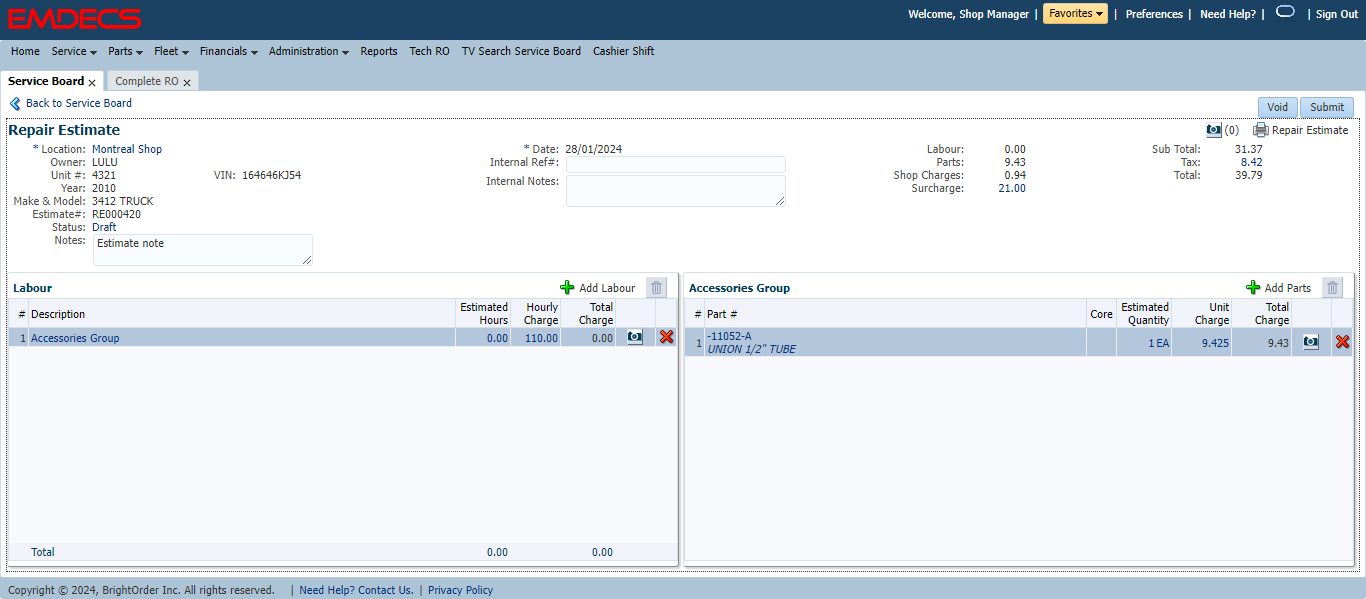 EMDECS
Welcome, Shop Manager | Favorites | Preferences | Need Help? | | Sign Out
Home Service Parts Fleet Financials Administration Reports Tech RO TV Search Service Board Cashier Shift
Service Board x Complete RO x
Back to Service Board
Void Submit
Repair Estimate
(0) Repair Estimate
* Location: Montreal Shop
Owner: LULU
Unit #: 4321 VIN: 164646KJ54
Year: 2010
Make & Model: 3412 TRUCK
Estimate#: RE000420
Status: Draft
Notes: Estimate note
* Date: 28/01/2024
Internal Ref#:
Internal Notes:
Labour: 0.00
Parts: 9.43
Shop Charges: 0.94
Surcharge: 21.00
Sub Total: 31.37
Tax: 8.42
Total: 39.79
Labour Add Labour
# Description Estimated Hours Hourly Charge Total Charge
1 Accessories Group 0.00 110.00 0.00
Total 0.00 0.00
Accessories Group Add Parts
# Part # Core Estimated Quantity Unit Charge Total Charge
1 -11052-A 1 EA 9.425 9.43
UNION 1/2" TUBE
Copyright © 2024, BrightOrder Inc. All rights reserved. | Need Help? Contact Us. | Privacy Policy